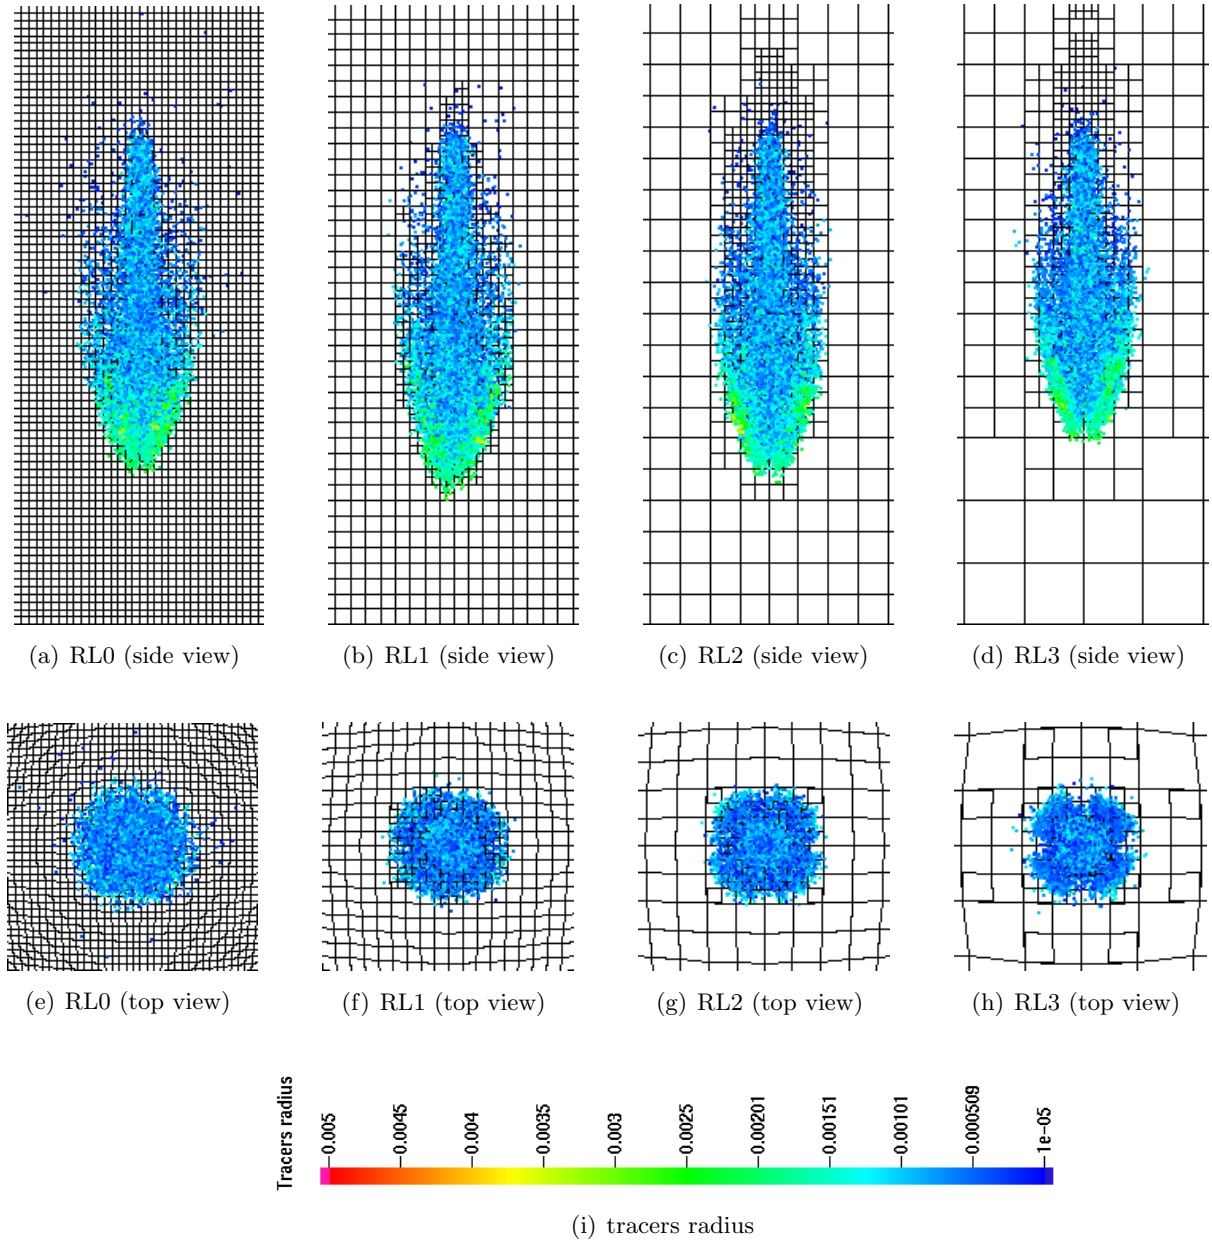 (a) RL0 (side view)
(b) RL1 (side view)
(c) RL2 (side view)
(d) RL3 (side view)
(e) RL0 (top view)
(f) RL1 (top view)
(g) RL2 (top view)
(h) RL3 (top view)
Tracers radius
0.005
0.0045
0.004
0.0035
0.003
0.0025
0.00201
0.00151
0.00101
0.000509
1e-05
(i) tracers radius